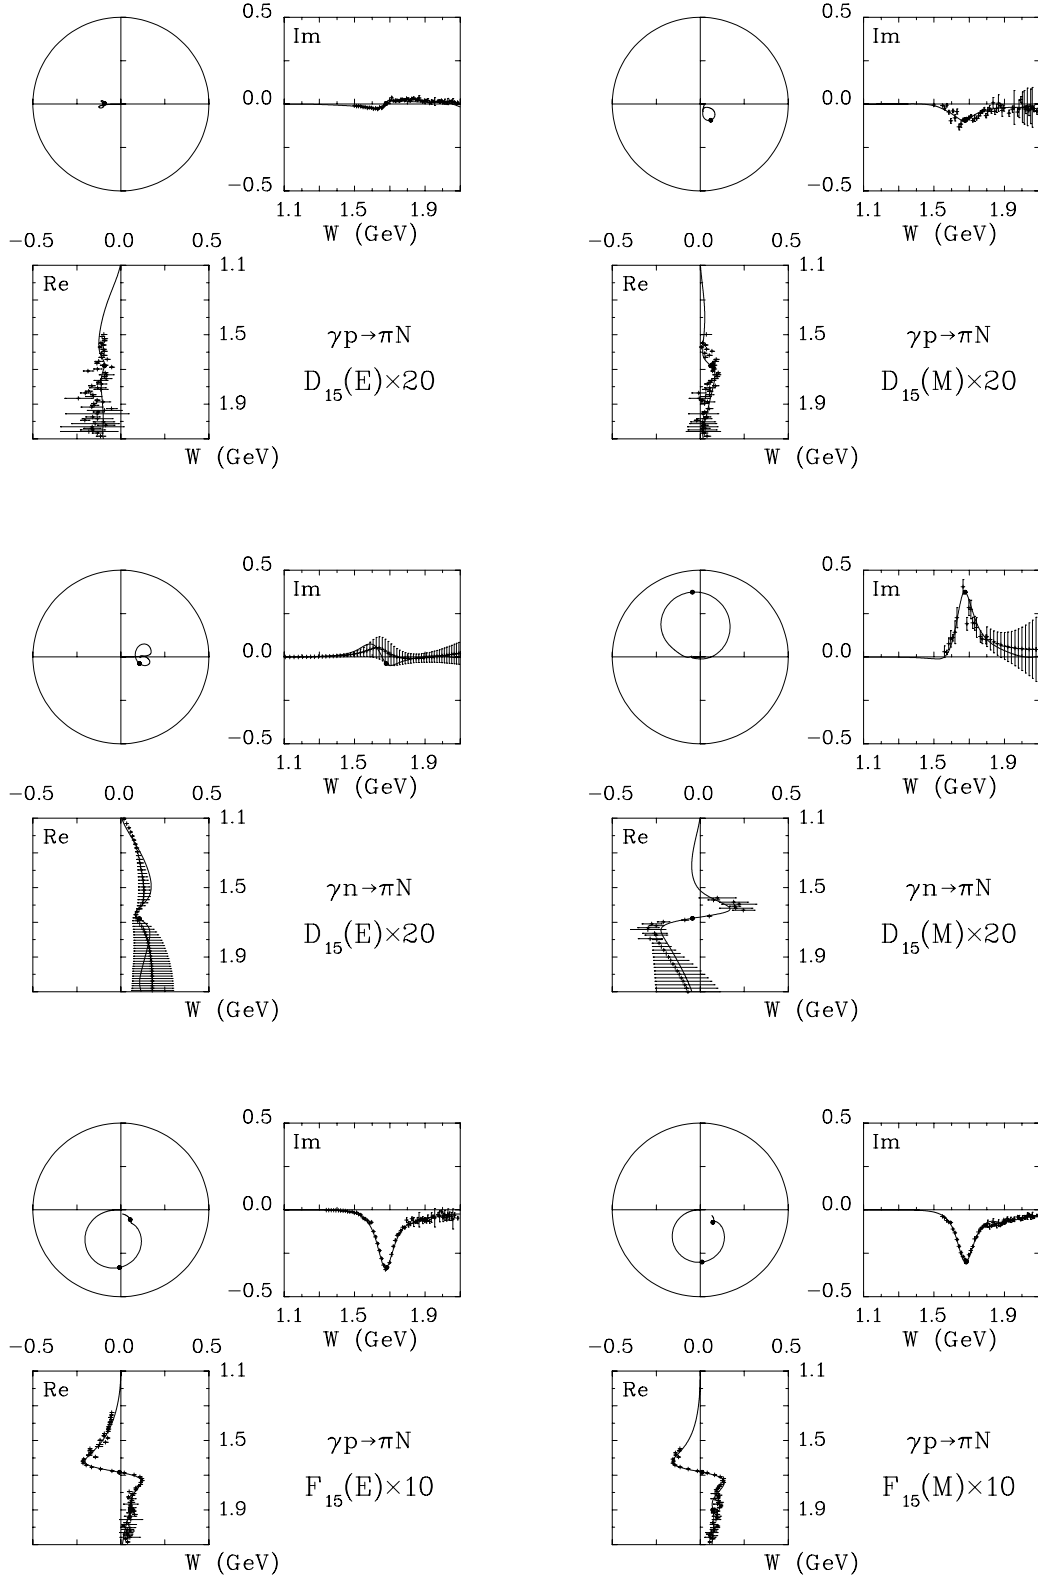 0.5 0.5
Im Im
0.0 0.0
−0.5 −0.5
1.1 1.5 1.9 1.1 1.5 1.9
W (GeV) W (GeV)
−0.5 0.0 0.5 −0.5 0.0 0.5
Re 1.1 Re 1.1
1.5 γp→πN 1.5 γp→πN
D₁₅(E)×20 D₁₅(M)×20
1.9 1.9
W (GeV) W (GeV)
0.5 0.5
Im Im
0.0 0.0
−0.5 −0.5
1.1 1.5 1.9 1.1 1.5 1.9
W (GeV) W (GeV)
−0.5 0.0 0.5 −0.5 0.0 0.5
Re 1.1 Re 1.1
1.5 γn→πN 1.5 γn→πN
D₁₅(E)×20 D₁₅(M)×20
1.9 1.9
W (GeV) W (GeV)
0.5 0.5
Im Im
0.0 0.0
−0.5 −0.5
1.1 1.5 1.9 1.1 1.5 1.9
W (GeV) W (GeV)
−0.5 0.0 0.5 −0.5 0.0 0.5
Re 1.1 Re 1.1
1.5 γp→πN 1.5 γp→πN
F₁₅(E)×10 F₁₅(M)×10
1.9 1.9
W (GeV) W (GeV)